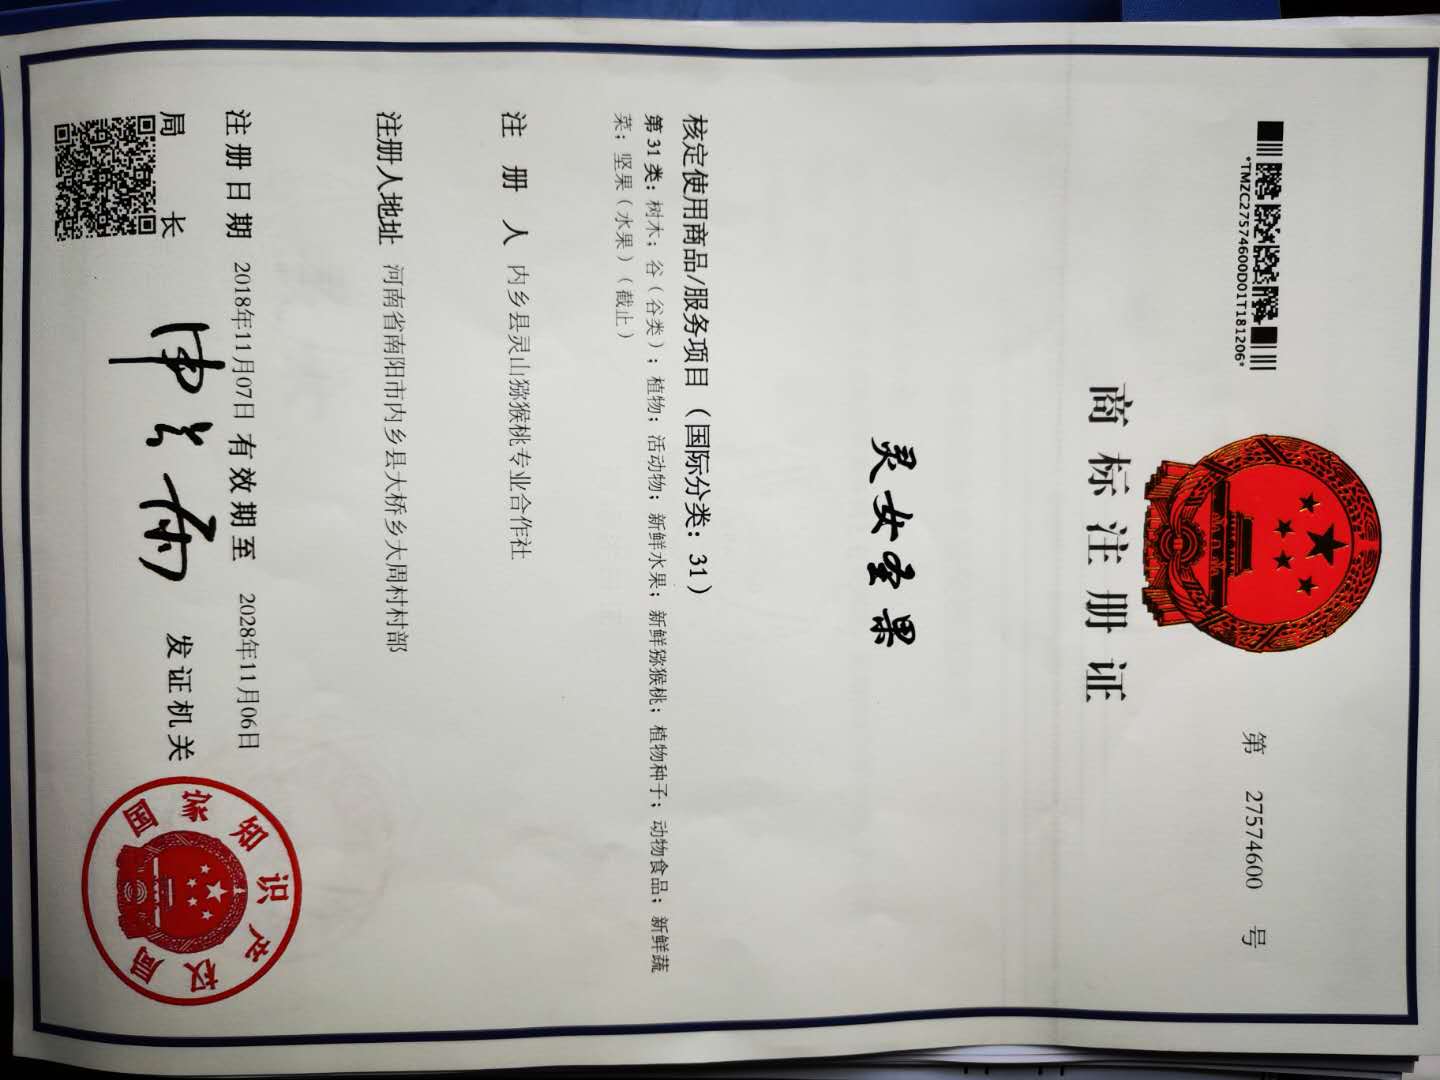 *TMZC27574600D01T181206*
第 27574600 号
商标注册证
灵女圣果
核定使用商品/服务项目（国际分类：31）
第 31 类：树木；谷（谷类）；植物；活动物；新鲜水果；新鲜猕猴桃；植物种子；动物食品；新鲜蔬
菜；坚果（水果）（截止）
注 册 人 内乡县灵山猕猴桃专业合作社
注册人地址 河南省南阳市内乡县大桥乡大周村村部
注册日期 2018年11月07日 有效期至 2028年11月06日
局 长 申长雨 发证机关
国家知识产权局